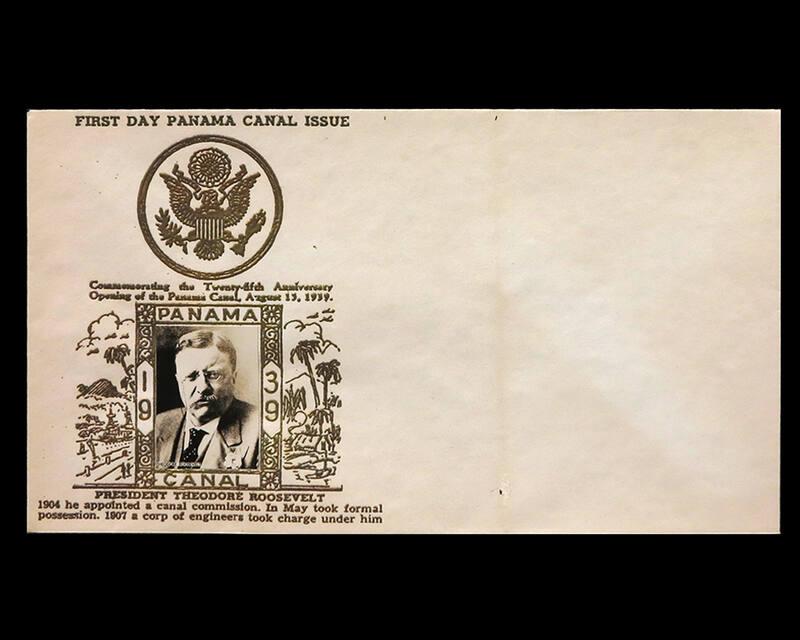 FIRST DAY PANAMA CANAL ISSUE
Commemorating the Twenty-fifth Anniversary
Opening of the Panama Canal, August 15, 1939.
PANAMA
19
39
CANAL
PRESIDENT THEODORE ROOSEVELT
1904 he appointed a canal commission. In May took formal
possession. 1907 a corp of engineers took charge under him